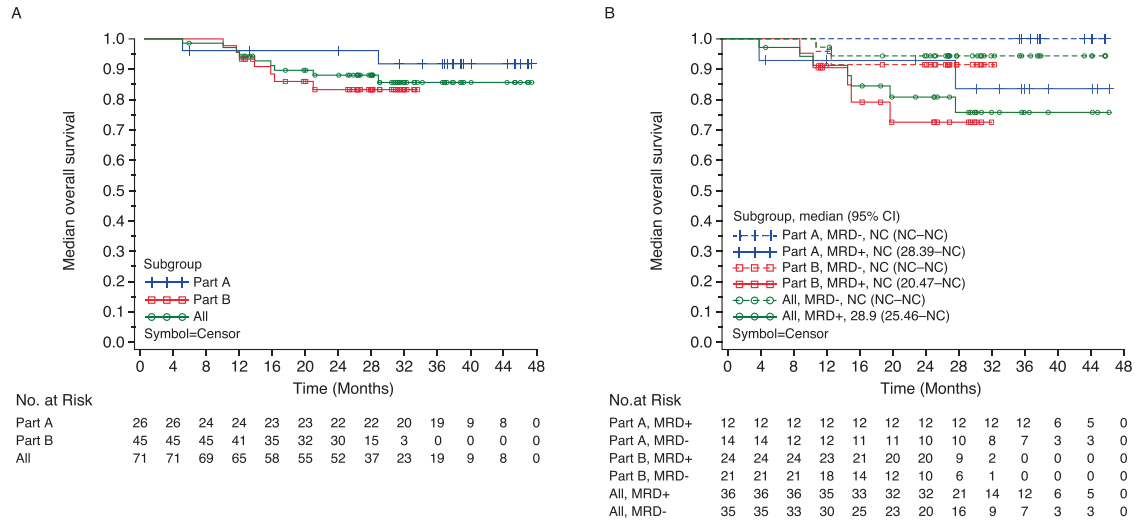 A
Median overall survival
1.0
0.9
0.8
0.7
0.6
0.5
0.4
0.3
0.2
0.1
0.0
Subgroup
Part A
Part B
All
Symbol=Censor
0 4 8 12 16 20 24 28 32 36 40 44 48
Time (Months)
No. at Risk
Part A 26 26 24 24 23 23 22 22 20 19 9 8 0
Part B 45 45 45 41 35 32 30 15 3 0 0 0 0
All 71 71 69 65 58 55 52 37 23 19 9 8 0
B
Median overall survival
1.0
0.9
0.8
0.7
0.6
0.5
0.4
0.3
0.2
0.1
0.0
Subgroup, median (95% CI)
Part A, MRD-, NC (NC–NC)
Part A, MRD+, NC (28.39–NC)
Part B, MRD-, NC (NC–NC)
Part B, MRD+, NC (20.47–NC)
All, MRD-, NC (NC–NC)
All, MRD+, 28.9 (25.46–NC)
Symbol=Censor
0 4 8 12 16 20 24 28 32 36 40 44 48
Time (Months)
No.at Risk
Part A, MRD+ 12 12 12 12 12 12 12 12 12 12 6 5 0
Part A, MRD- 14 14 12 12 11 11 10 10 8 7 3 3 0
Part B, MRD+ 24 24 24 23 21 20 20 9 2 0 0 0 0
Part B, MRD- 21 21 21 18 14 12 10 6 1 0 0 0 0
All, MRD+ 36 36 36 35 33 32 32 21 14 12 6 5 0
All, MRD- 35 35 33 30 25 23 20 16 9 7 3 3 0